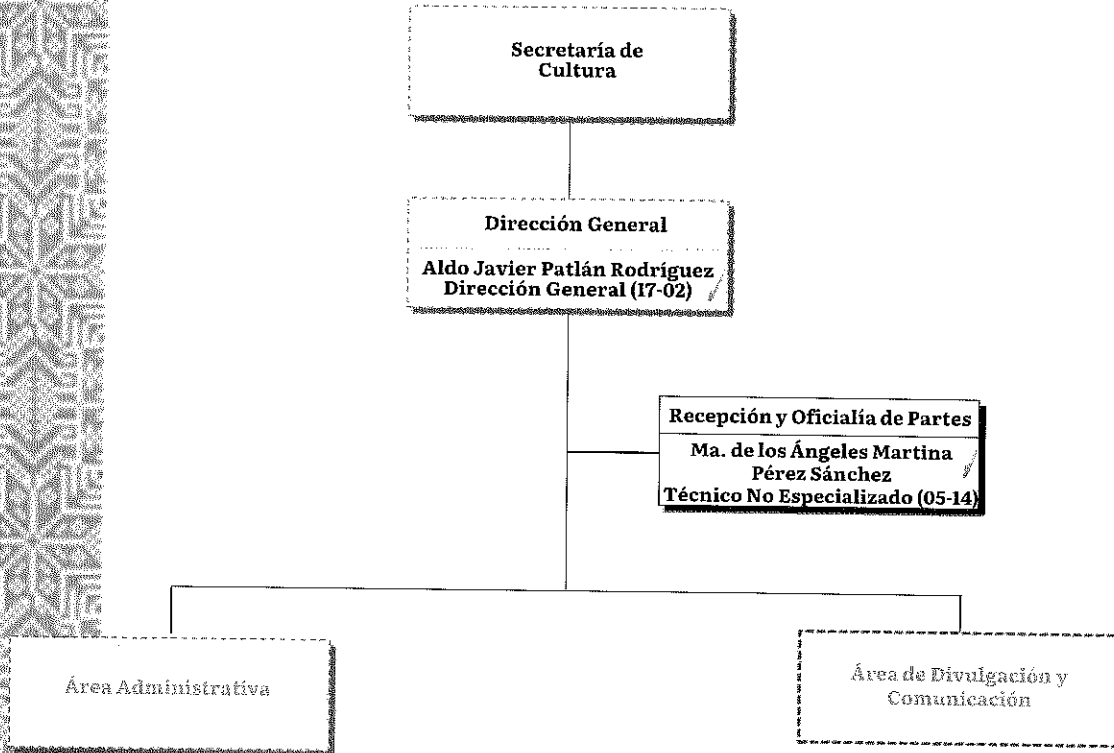 Secretaría de
Cultura
Dirección General
Aldo Javier Patlán Rodríguez
Dirección General (17-02)
Recepción y Oficialía de Partes
Ma. de los Ángeles Martina
Pérez Sánchez
Técnico No Especializado (05-14)
Área Administrativa
Área de Divulgación y
Comunicación